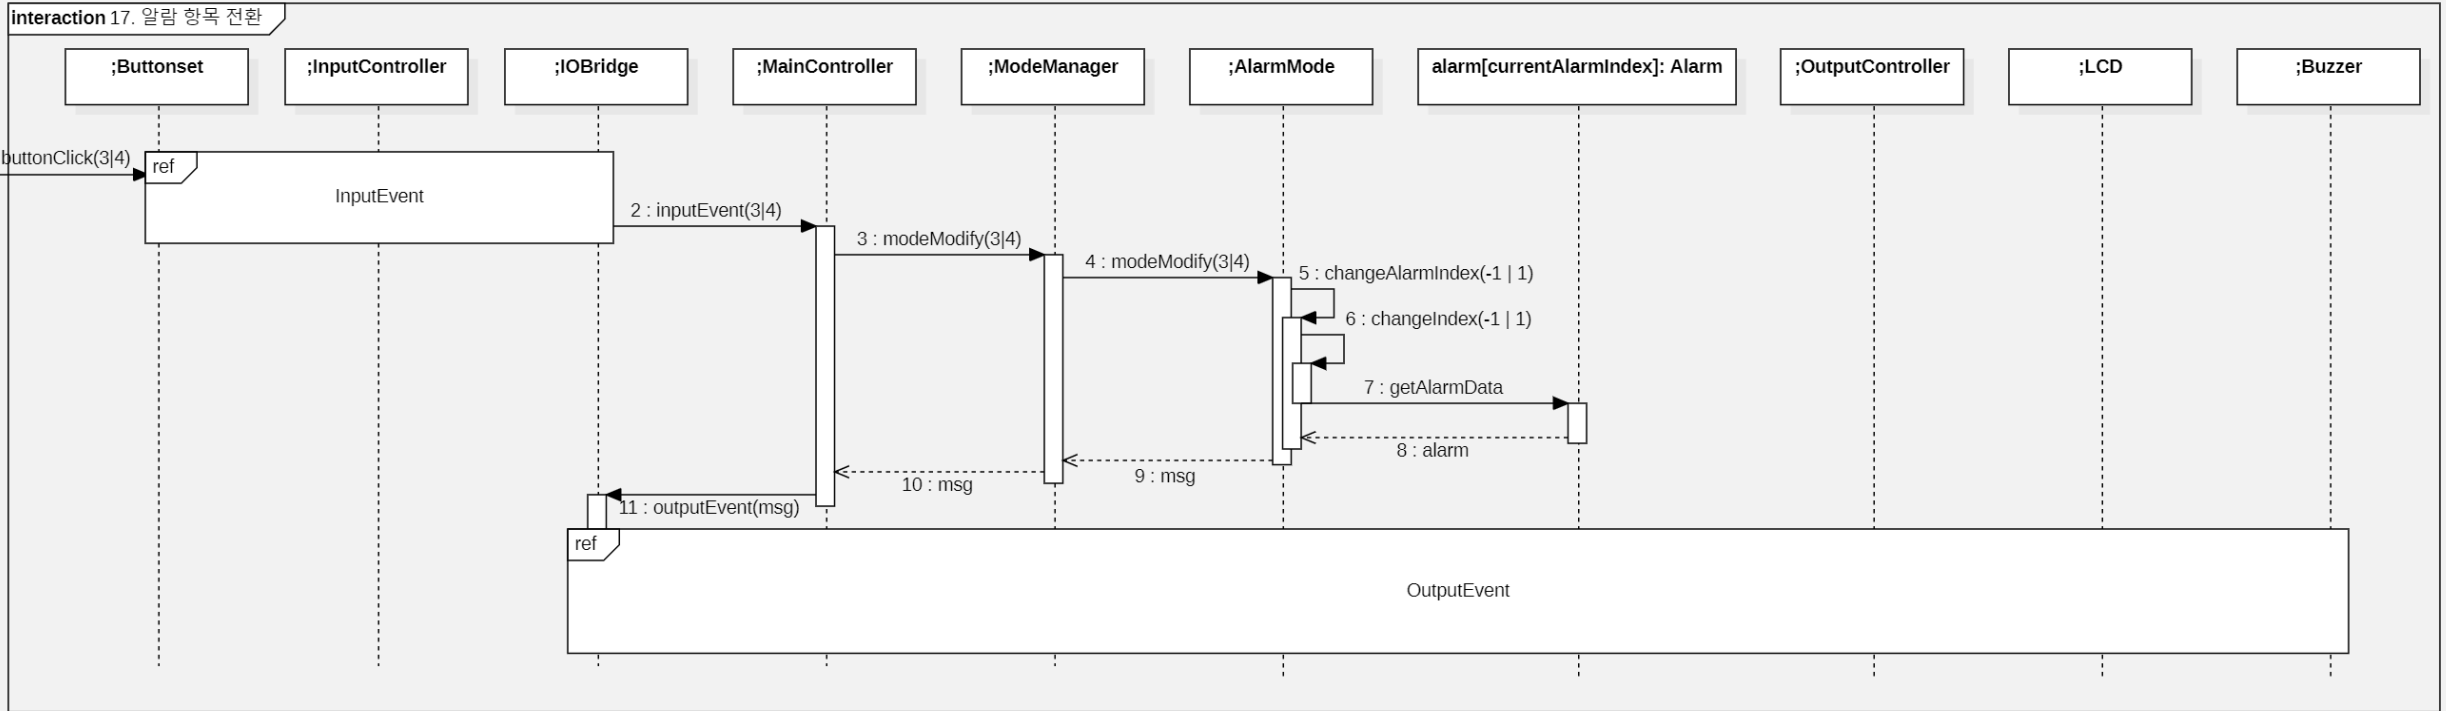 interaction 17. 알람 항목 전환
;Buttonset
;InputController
;IOBridge
;MainController
;ModeManager
;AlarmMode
alarm[currentAlarmIndex]: Alarm
;OutputController
;LCD
;Buzzer
buttonClick(3|4)
ref
InputEvent
2 : inputEvent(3|4)
3 : modeModify(3|4)
4 : modeModify(3|4)
5 : changeAlarmIndex(-1 | 1)
6 : changeIndex(-1 | 1)
7 : getAlarmData
8 : alarm
9 : msg
10 : msg
11 : outputEvent(msg)
ref
OutputEvent